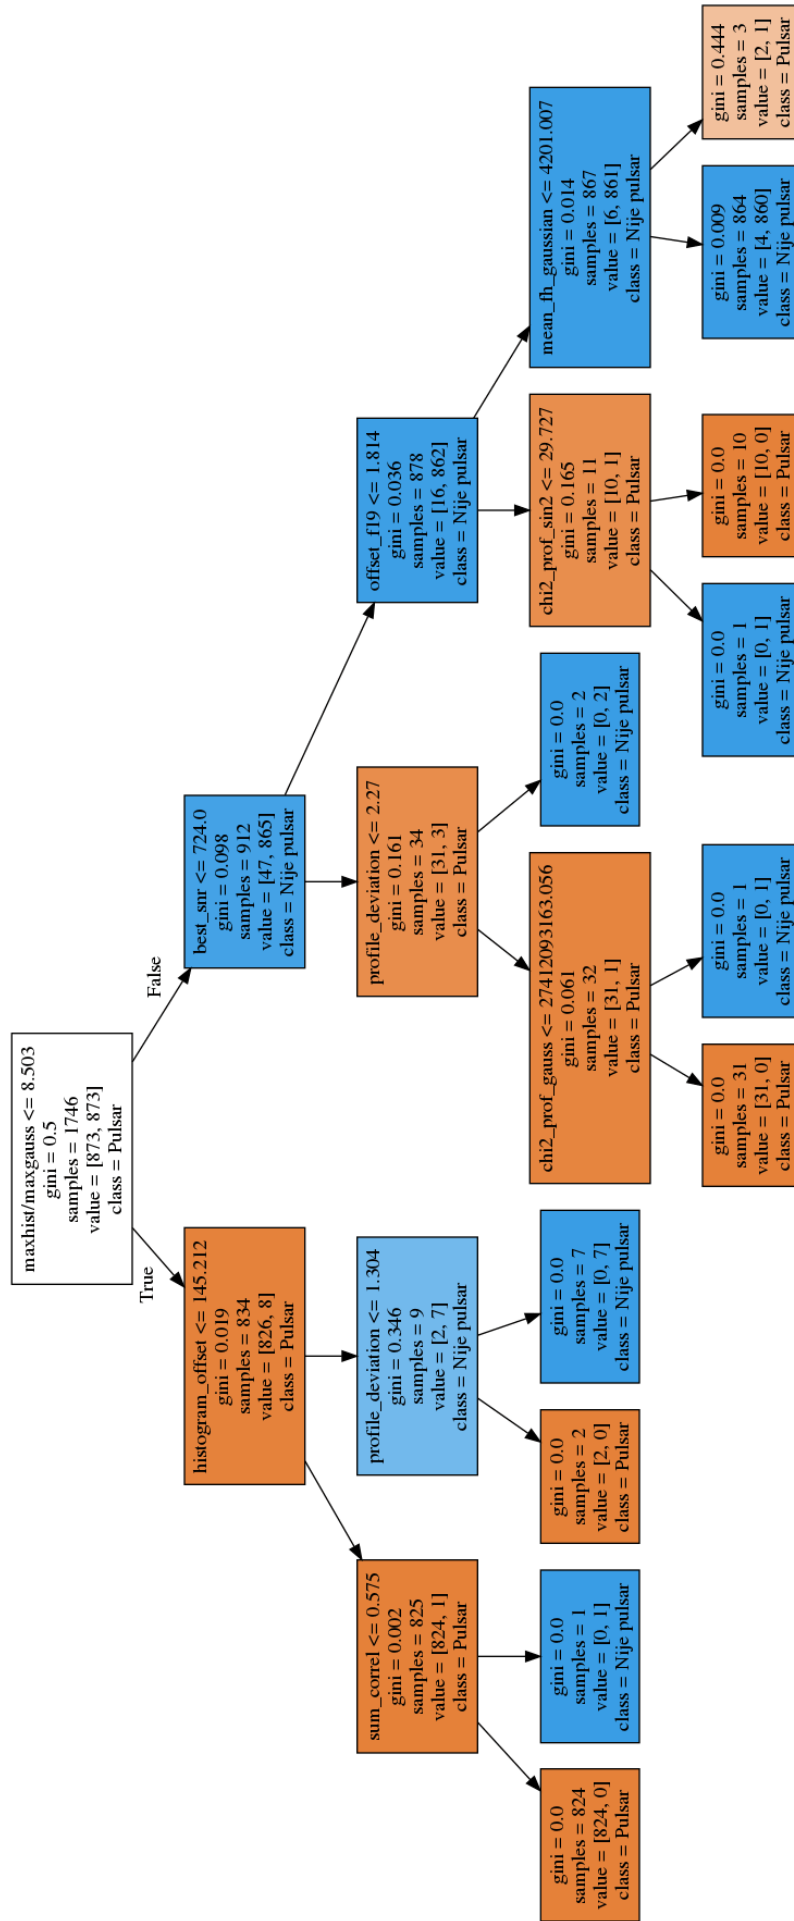 maxhist/maxgauss <= 8.503
gini = 0.5
samples = 1746
value = [873, 873]
class = Pulsar
True
False
histogram_offset <= 145.212
gini = 0.019
samples = 834
value = [826, 8]
class = Pulsar
best_snr <= 724.0
gini = 0.098
samples = 912
value = [47, 865]
class = Nije pulsar
sum_correl <= 0.575
gini = 0.002
samples = 825
value = [824, 1]
class = Pulsar
profile_deviation <= 1.304
gini = 0.346
samples = 9
value = [2, 7]
class = Nije pulsar
profile_deviation <= 2.27
gini = 0.161
samples = 34
value = [31, 3]
class = Pulsar
offset_f19 <= 1.814
gini = 0.036
samples = 878
value = [16, 862]
class = Nije pulsar
gini = 0.0
samples = 824
value = [824, 0]
class = Pulsar
gini = 0.0
samples = 1
value = [0, 1]
class = Nije pulsar
gini = 0.0
samples = 2
value = [2, 0]
class = Pulsar
gini = 0.0
samples = 7
value = [0, 7]
class = Nije pulsar
chi2_prof_gauss <= 27412093163.056
gini = 0.061
samples = 32
value = [31, 1]
class = Pulsar
gini = 0.0
samples = 2
value = [0, 2]
class = Nije pulsar
chi2_prof_sin2 <= 29.727
gini = 0.165
samples = 11
value = [10, 1]
class = Pulsar
mean_fh_gaussian <= 4201.007
gini = 0.014
samples = 867
value = [6, 861]
class = Nije pulsar
gini = 0.0
samples = 31
value = [31, 0]
class = Pulsar
gini = 0.0
samples = 1
value = [0, 1]
class = Nije pulsar
gini = 0.0
samples = 1
value = [0, 1]
class = Nije pulsar
gini = 0.0
samples = 10
value = [10, 0]
class = Pulsar
gini = 0.009
samples = 864
value = [4, 860]
class = Nije pulsar
gini = 0.444
samples = 3
value = [2, 1]
class = Pulsar